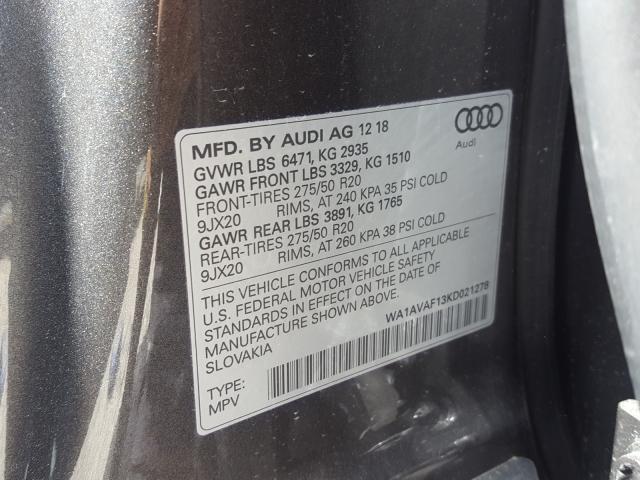 MFD. BY AUDI AG 12 18
Audi
GVWR LBS 6471, KG 2935
GAWR FRONT LBS 3329, KG 1510
FRONT-TIRES 275/50 R20
9JX20 RIMS, AT 240 KPA 35 PSI COLD
GAWR REAR LBS 3891, KG 1765
REAR-TIRES 275/50 R20
9JX20 RIMS, AT 260 KPA 38 PSI COLD
THIS VEHICLE CONFORMS TO ALL APPLICABLE
U.S. FEDERAL MOTOR VEHICLE SAFETY
STANDARDS IN EFFECT ON THE DATE OF
MANUFACTURE SHOWN ABOVE.
SLOVAKIA
WA1AVAF13KD021278
TYPE:
MPV